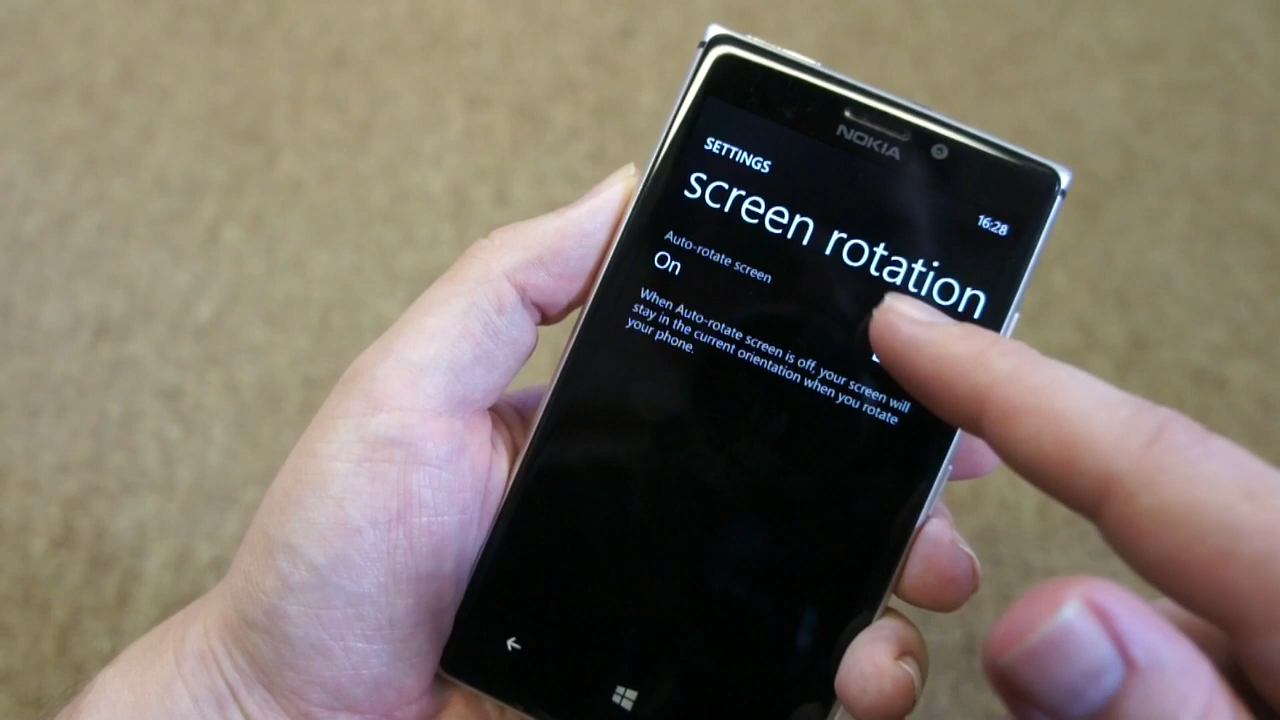 NOKIA
SETTINGS
16:28
screen rotation
Auto-rotate screen
On
When Auto-rotate screen is off, your screen will
stay in the current orientation when you rotate
your phone.